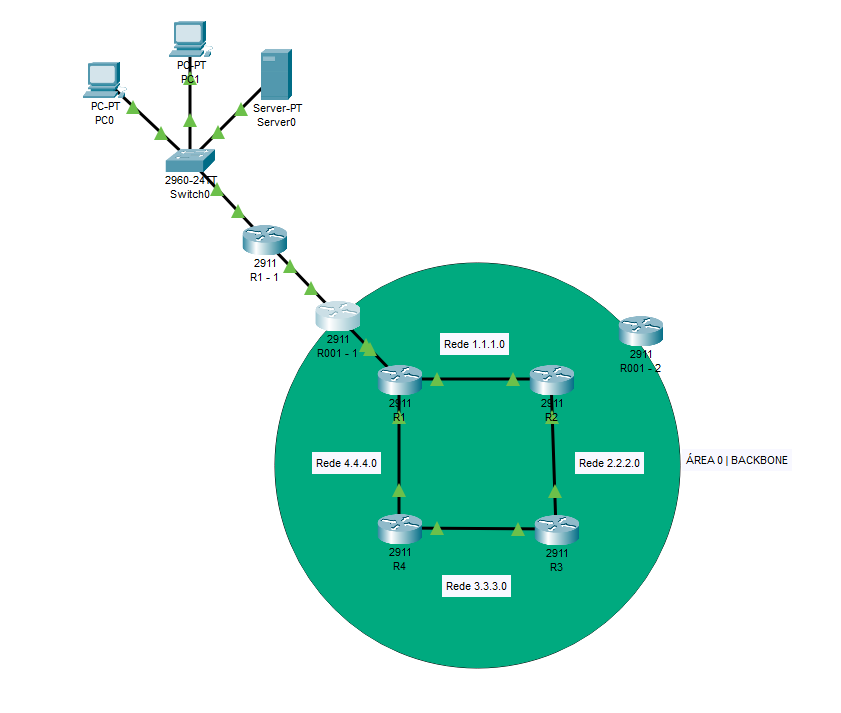 PC-PT
PC1
PC-PT
PC0
Server-PT
Server0
2960-24TT
Switch0
2911
R1 - 1
2911
R001 - 1
2911
R001 - 2
Rede 1.1.1.0
2911
R1
2911
R2
Rede 4.4.4.0
Rede 2.2.2.0
ÁREA 0 | BACKBONE
2911
R4
2911
R3
Rede 3.3.3.0